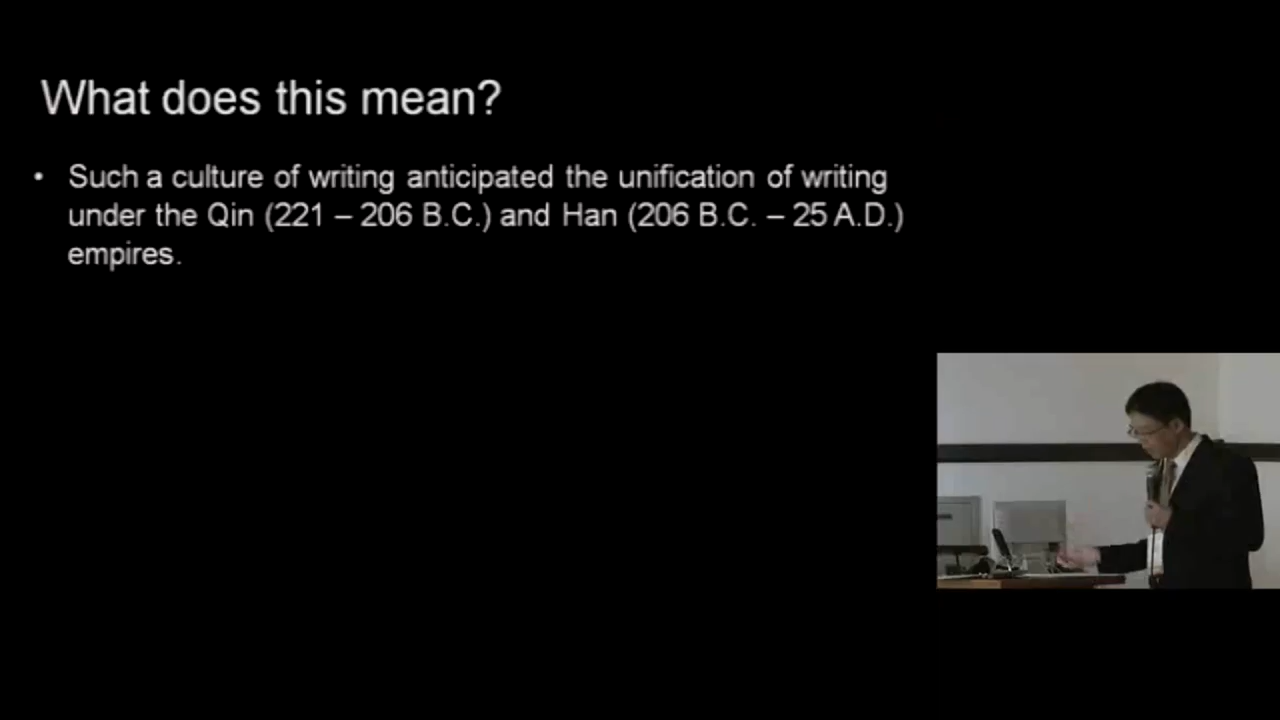 What does this mean?
• Such a culture of writing anticipated the unification of writing
under the Qin (221 – 206 B.C.) and Han (206 B.C. – 25 A.D.)
empires.